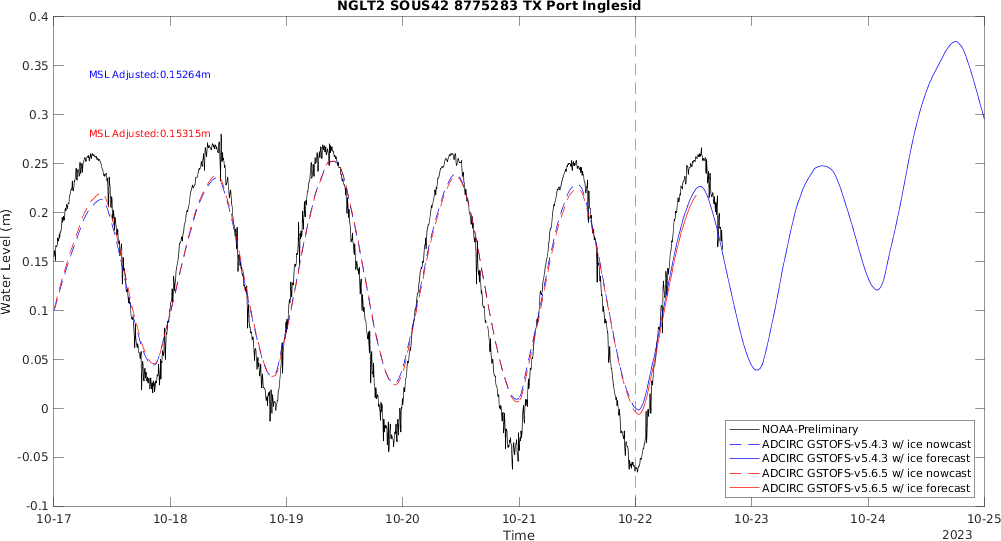 NGLT2 SOUS42 8775283 TX Port Inglesid
0.4
0.35
0.3
0.25
0.2
0.15
0.1
0.05
0
-0.05
-0.1
Water Level (m)
MSL Adjusted:0.15264m
MSL Adjusted:0.15315m
NOAA-Preliminary
ADCIRC GSTOFS-v5.4.3 w/ ice nowcast
ADCIRC GSTOFS-v5.4.3 w/ ice forecast
ADCIRC GSTOFS-v5.6.5 w/ ice nowcast
ADCIRC GSTOFS-v5.6.5 w/ ice forecast
10-17 10-18 10-19 10-20 10-21 10-22 10-23 10-24 10-25
Time
2023